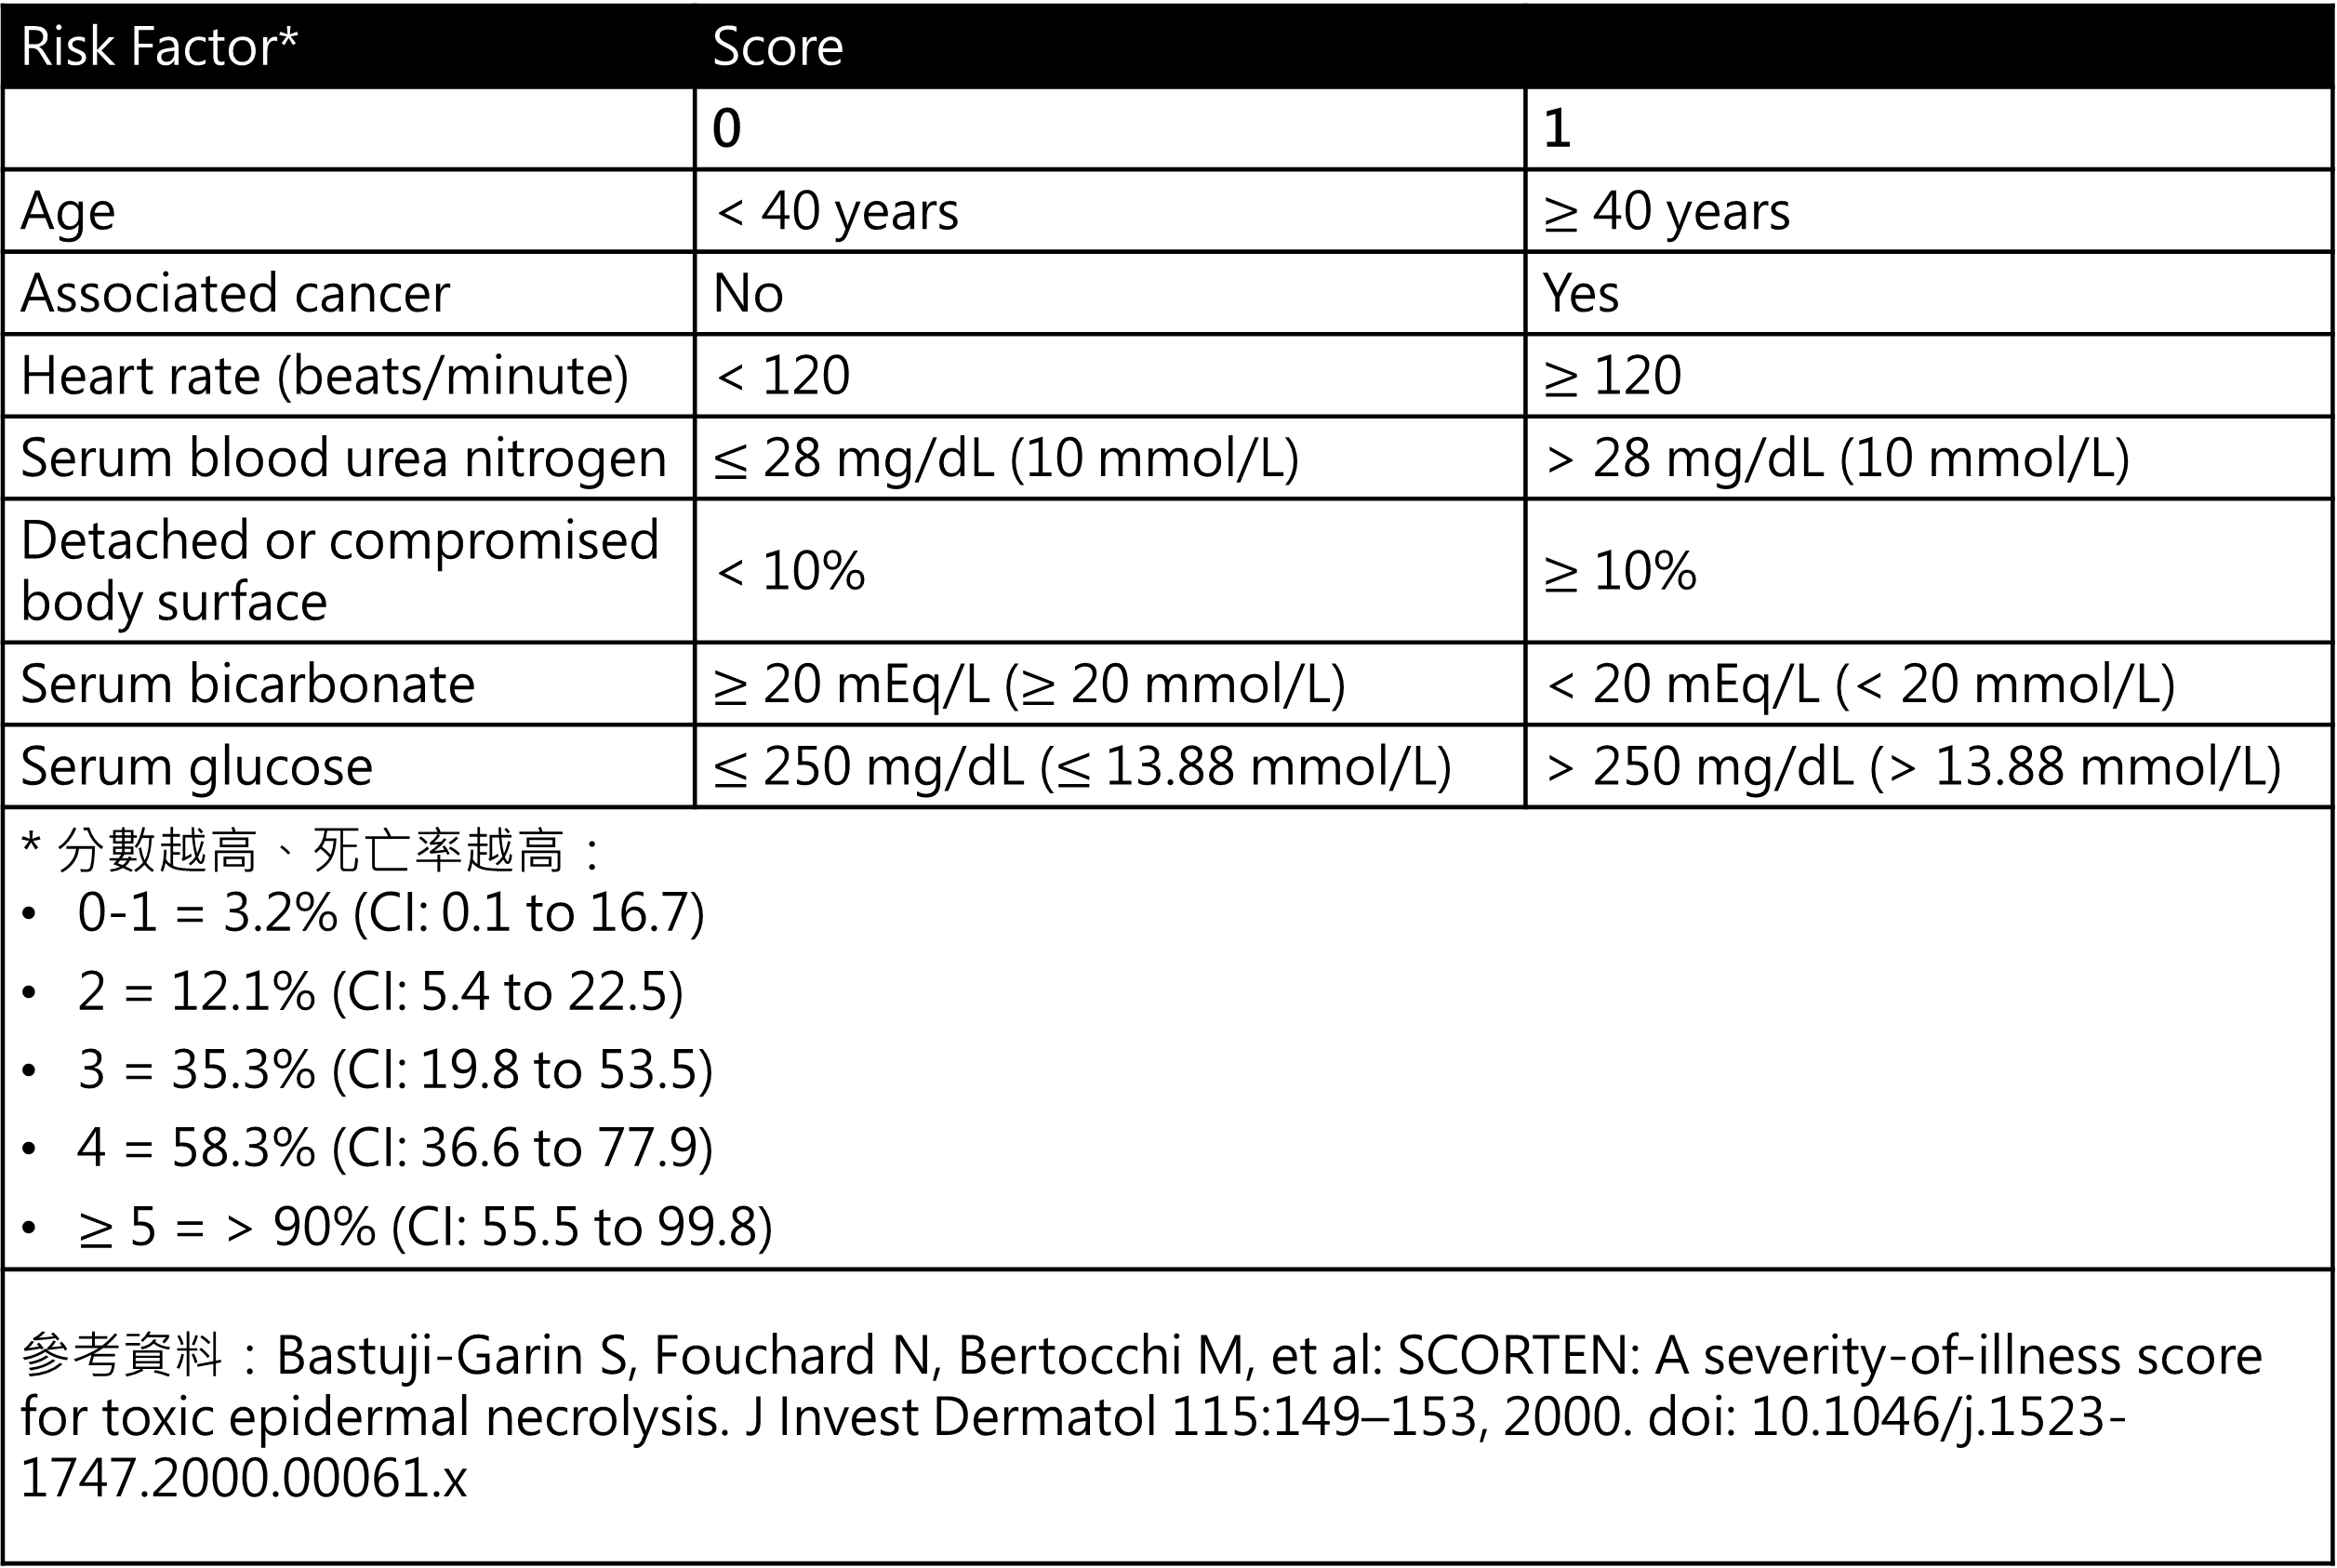 Risk Factor* Score
0 1
Age < 40 years ≥ 40 years
Associated cancer No Yes
Heart rate (beats/minute) < 120 ≥ 120
Serum blood urea nitrogen ≤ 28 mg/dL (10 mmol/L) > 28 mg/dL (10 mmol/L)
Detached or compromised
body surface < 10% ≥ 10%
Serum bicarbonate ≥ 20 mEq/L (≥ 20 mmol/L) < 20 mEq/L (< 20 mmol/L)
Serum glucose ≤ 250 mg/dL (≤ 13.88 mmol/L) > 250 mg/dL (> 13.88 mmol/L)
* 分數越高、死亡率越高：
• 0-1 = 3.2% (CI: 0.1 to 16.7)
• 2 = 12.1% (CI: 5.4 to 22.5)
• 3 = 35.3% (CI: 19.8 to 53.5)
• 4 = 58.3% (CI: 36.6 to 77.9)
• ≥ 5 = > 90% (CI: 55.5 to 99.8)
參考資料：Bastuji-Garin S, Fouchard N, Bertocchi M, et al: SCORTEN: A severity-of-illness score
for toxic epidermal necrolysis. J Invest Dermatol 115:149–153, 2000. doi: 10.1046/j.1523-
1747.2000.00061.x